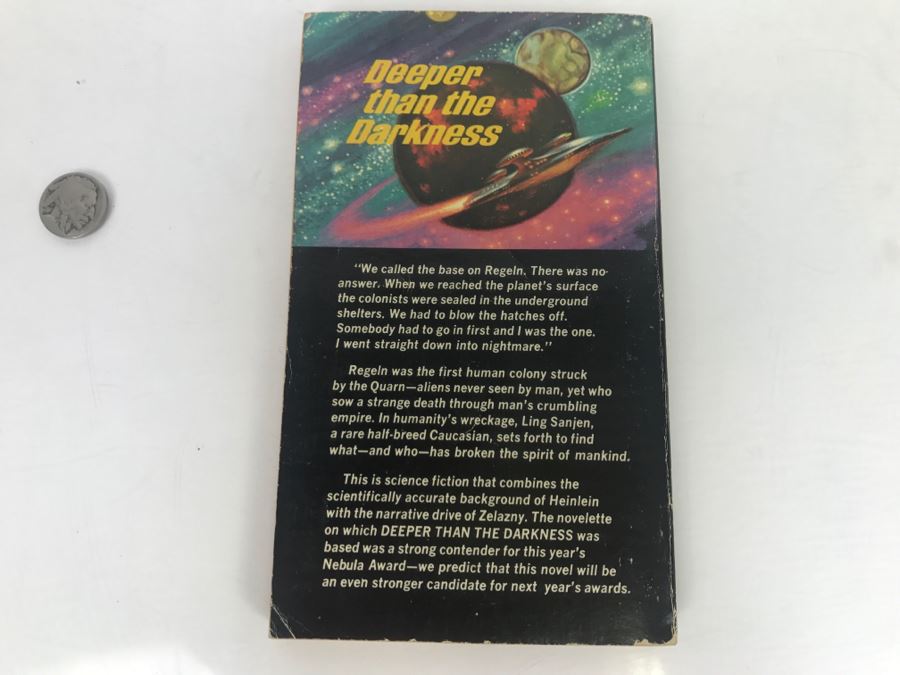 Deeper
than the
Darkness
"We called the base on Regeln. There was no
answer. When we reached the planet's surface
the colonists were sealed in the underground
shelters. We had to blow the hatches off.
Somebody had to go in first and I was the one.
I went straight down into nightmare."
Regeln was the first human colony struck
by the Quarn—aliens never seen by man, yet who
sow a strange death through man's crumbling
empire. In humanity's wreckage, Ling Sanjen,
a rare half-breed Caucasian, sets forth to find
what—and who—has broken the spirit of mankind.
This is science fiction that combines the
scientifically accurate background of Heinlein
with the narrative drive of Zelazny. The novelette
on which DEEPER THAN THE DARKNESS was
based was a strong contender for this year's
Nebula Award—we predict that this novel will be
an even stronger candidate for next year's awards.